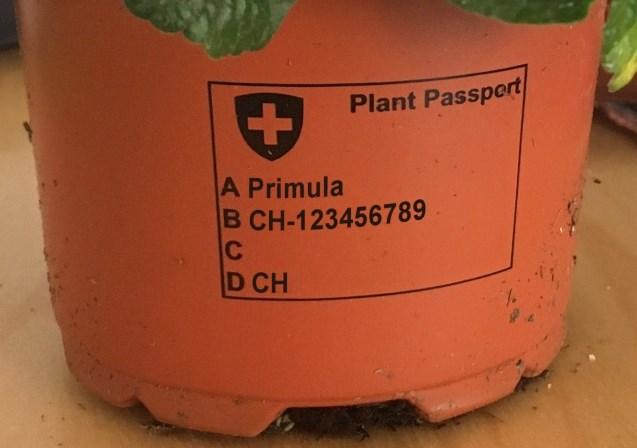 Plant Passport
A Primula
B CH-123456789
C
D CH